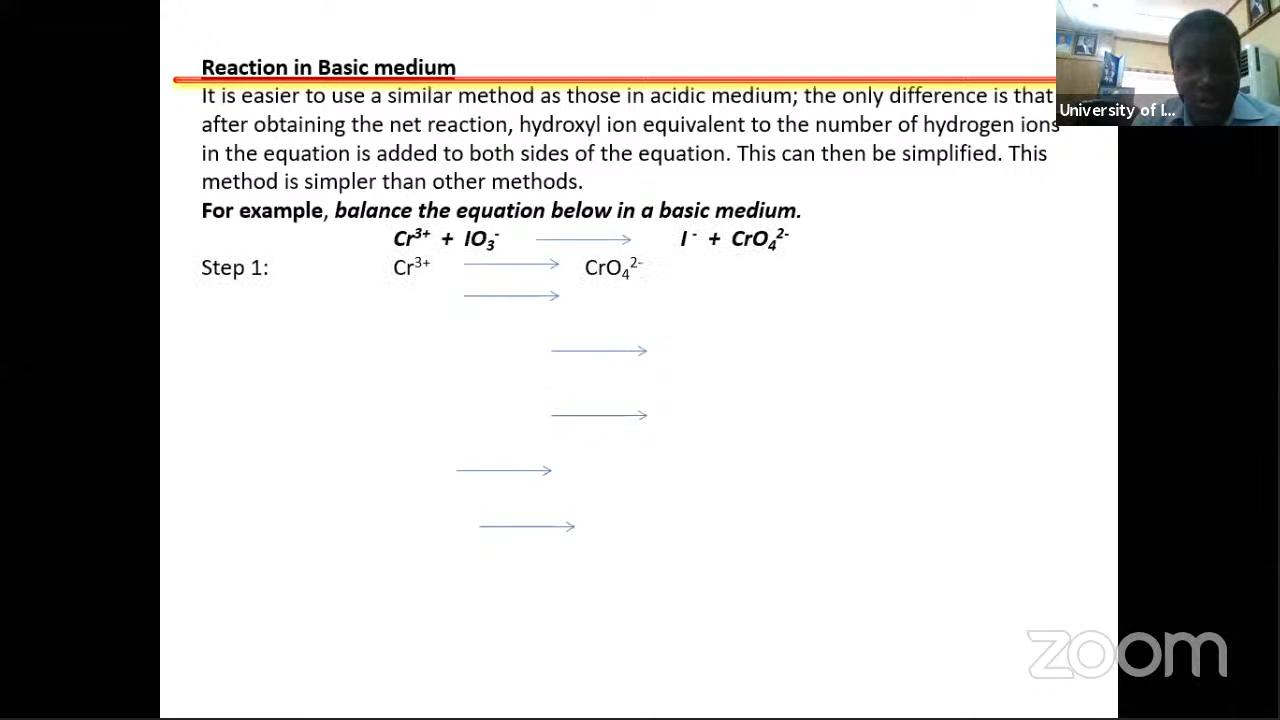 Reaction in Basic medium
It is easier to use a similar method as those in acidic medium; the only difference is that
after obtaining the net reaction, hydroxyl ion equivalent to the number of hydrogen ions
in the equation is added to both sides of the equation. This can then be simplified. This
method is simpler than other methods.
For example, balance the equation below in a basic medium.
Cr³⁺ + IO₃⁻ → I⁻ + CrO₄²⁻
Step 1: Cr³⁺ → CrO₄²⁻
→
→
→
→
→
University of I...
zoom